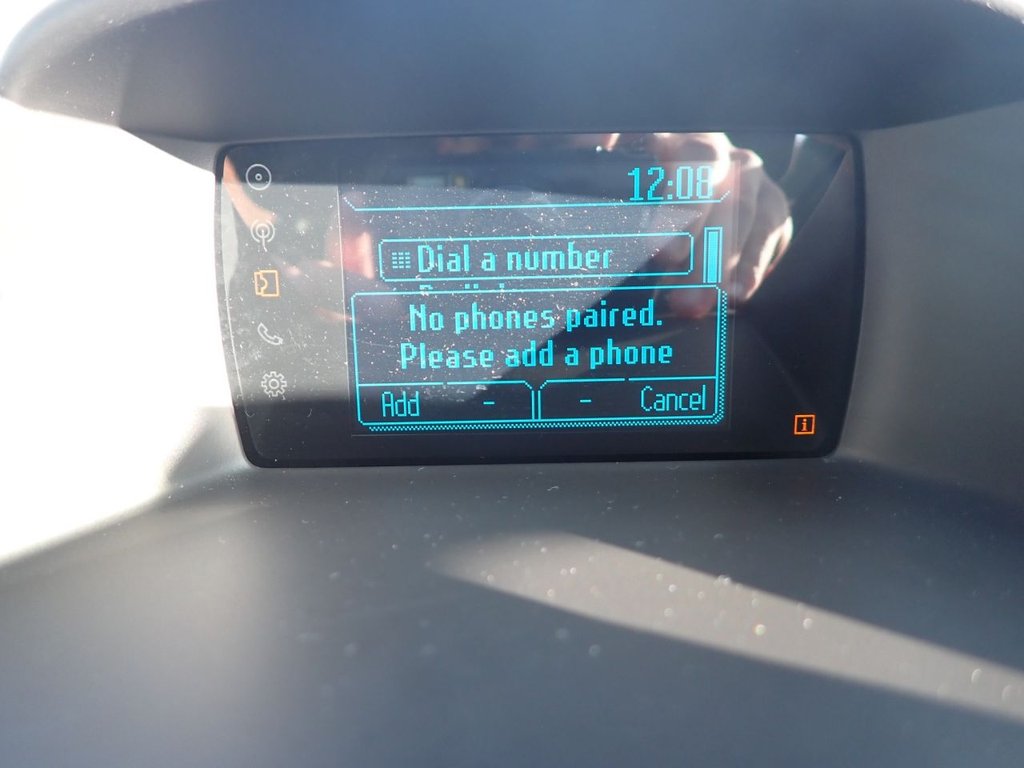 12:08
Dial a number
No phones paired.
Please add a phone
Add - - Cancel
i